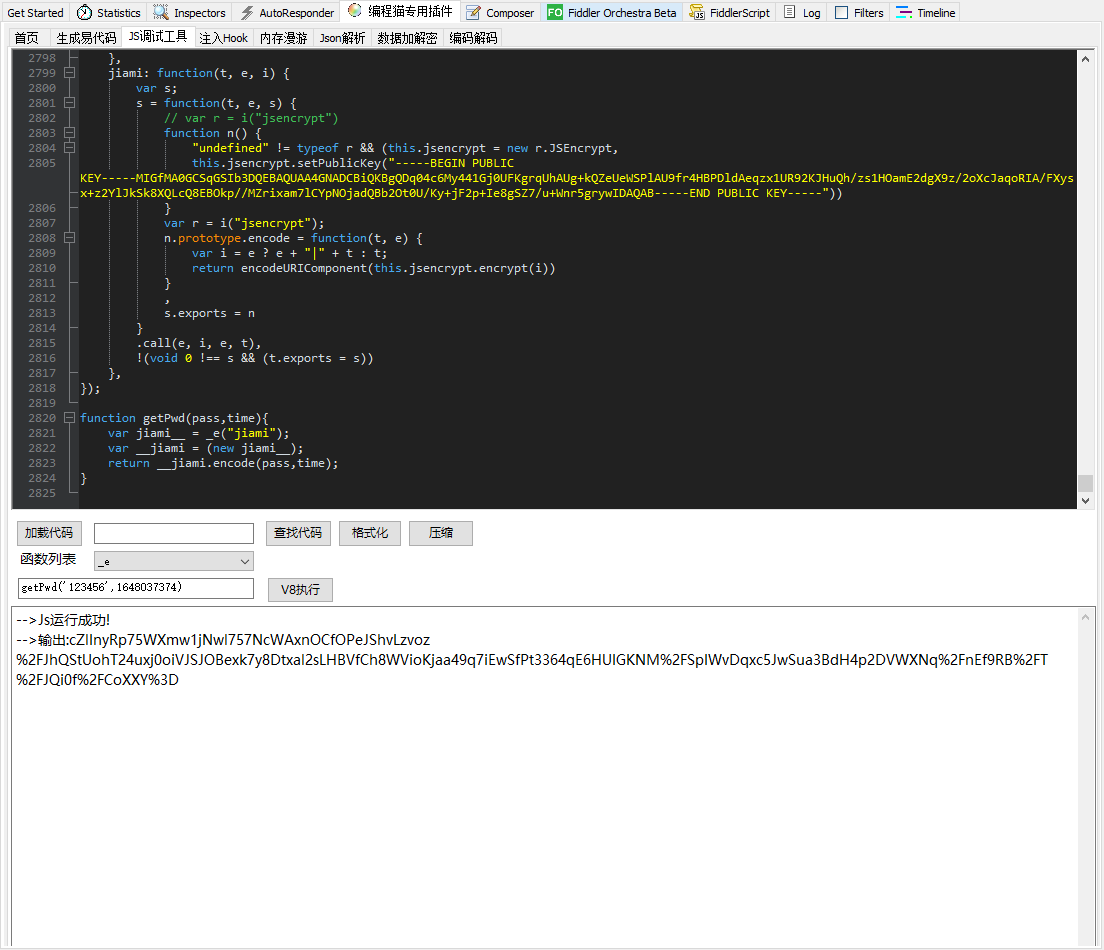 Get Started Statistics Inspectors AutoResponder 编程猫专用插件 Composer FO Fiddler Orchestra Beta FiddlerScript Log Filters Timeline
首页 生成易代码 JS调试工具 注入Hook 内存漫游 Json解析 数据加解密 编码解码
2798 },
2799 jiami: function(t, e, i) {
2800 var s;
2801 s = function(t, e, s) {
2802 // var r = i("jsencrypt")
2803 function n() {
2804 "undefined" != typeof r && (this.jsencrypt = new r.JSEncrypt,
2805 this.jsencrypt.setPublicKey("-----BEGIN PUBLIC
KEY-----MIGfMA0GCSqGSIb3DQEBAQUAA4GNADCBiQKBgQDq04c6My441Gj0UFKgrqUhAUg+kQZeUeWSPlAU9fr4HBPDldAeqzx1UR92KJHuQh/zs1HOamE2dgX9z/2oXcJaqoRIA/FXys
x+z2YlJkSk8XQLcQ8EBOkp//MZrixam7lCYpNOjadQBb2Ot0U/Ky+jF2p+Ie8gSZ7/u+Wnr5grywIDAQAB-----END PUBLIC KEY-----"))
2806 }
2807 var r = i("jsencrypt");
2808 n.prototype.encode = function(t, e) {
2809 var i = e ? e + "|" + t : t;
2810 return encodeURIComponent(this.jsencrypt.encrypt(i))
2811 }
2812 ,
2813 s.exports = n
2814 }
2815 .call(e, i, e, t),
2816 !(void 0 !== s && (t.exports = s))
2817 },
2818 });
2819
2820 function getPwd(pass,time){
2821 var jiami__ = _e("jiami");
2822 var __jiami = (new jiami__);
2823 return __jiami.encode(pass,time);
2824 }
2825
加载代码 查找代码 格式化 压缩
函数列表 _e
getPwd('123456',1648037374) V8执行
-->Js运行成功!
-->输出:cZlInyRp75WXmw1jNwl757NcWAxnOCfOPeJShvLzvoz
%2FJhQStUohT24uxj0oiVJSJOBexk7y8Dtxal2sLHBVfCh8WVioKjaa49q7iEwSfPt3364qE6HUIGKNM%2FSpIWvDqxc5JwSua3BdH4p2DVWXNq%2FnEf9RB%2FT
%2FJQi0f%2FCoXXY%3D